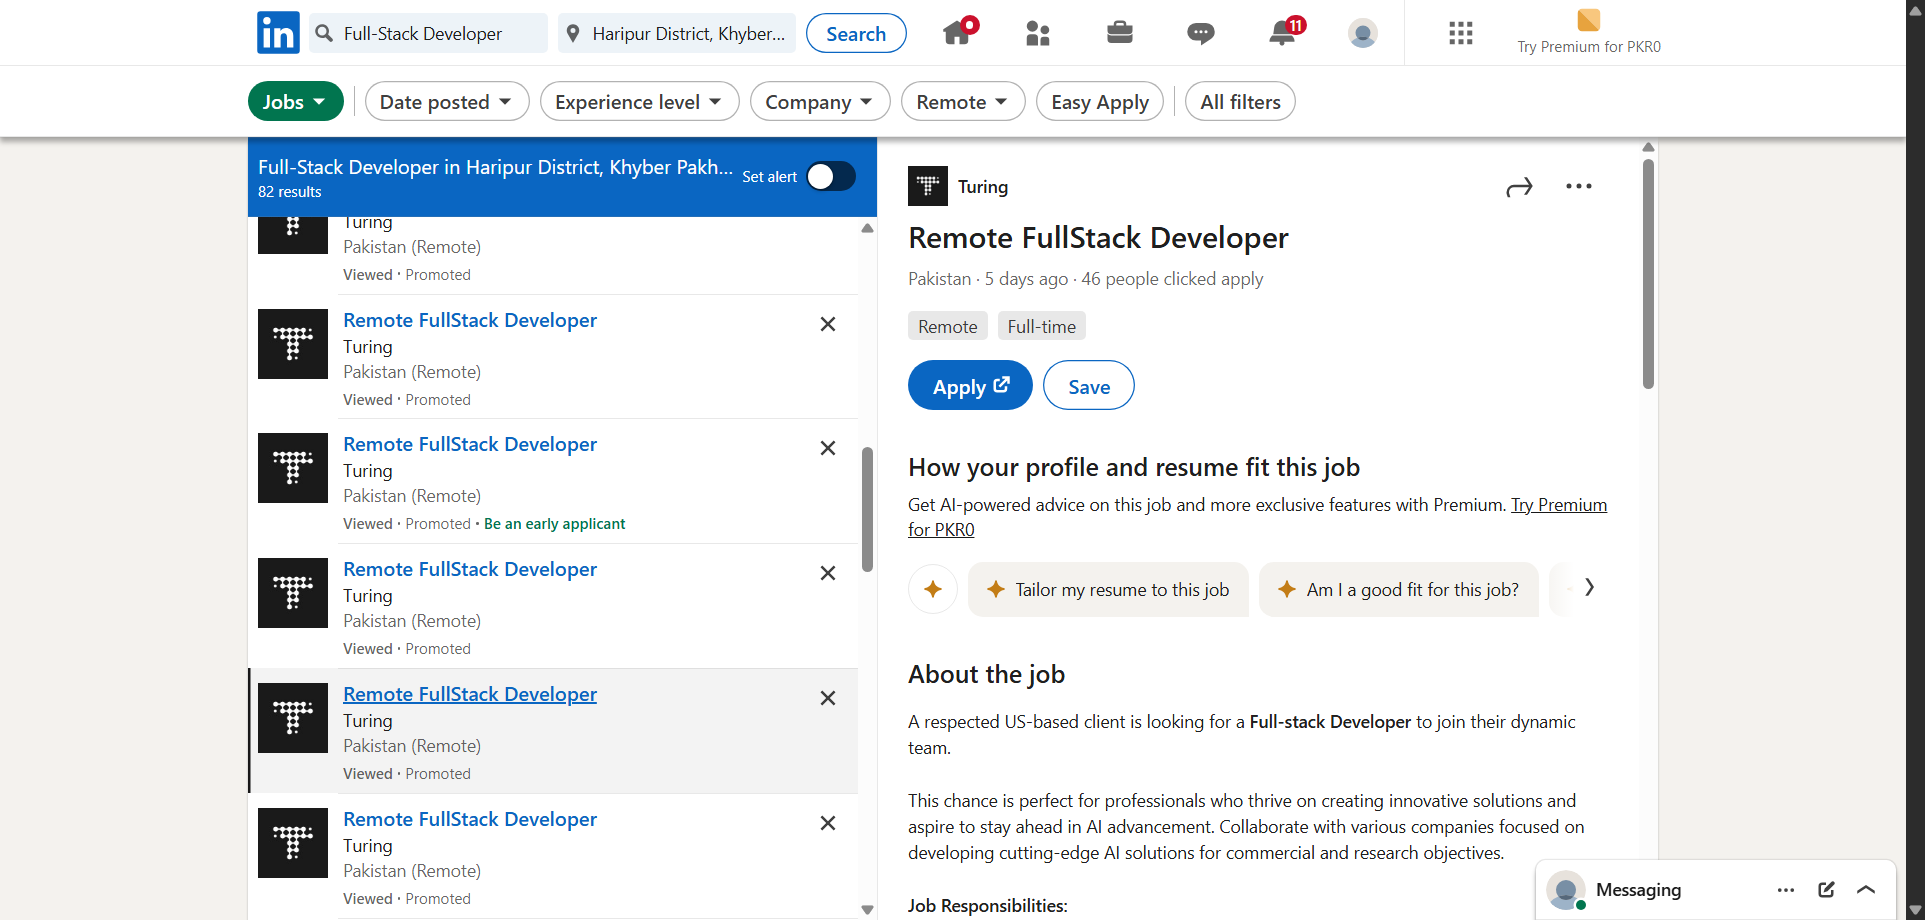 in Full-Stack Developer Haripur District, Khyber... Search 11 Try Premium for PKR0
Jobs Date posted Experience level Company Remote Easy Apply All filters
Full-Stack Developer in Haripur District, Khyber Pakh...
82 results
Set alert
Turing
Pakistan (Remote)
Viewed · Promoted
Remote FullStack Developer
Turing
Pakistan (Remote)
Viewed · Promoted
Remote FullStack Developer
Turing
Pakistan (Remote)
Viewed · Promoted · Be an early applicant
Remote FullStack Developer
Turing
Pakistan (Remote)
Viewed · Promoted
Remote FullStack Developer
Turing
Pakistan (Remote)
Viewed · Promoted
Remote FullStack Developer
Turing
Pakistan (Remote)
Viewed · Promoted
Turing
Remote FullStack Developer
Pakistan · 5 days ago · 46 people clicked apply
Remote Full-time
Apply Save
How your profile and resume fit this job
Get AI-powered advice on this job and more exclusive features with Premium. Try Premium
for PKR0
Tailor my resume to this job Am I a good fit for this job?
About the job
A respected US-based client is looking for a Full-stack Developer to join their dynamic
team.
This chance is perfect for professionals who thrive on creating innovative solutions and
aspire to stay ahead in AI advancement. Collaborate with various companies focused on
developing cutting-edge AI solutions for commercial and research objectives.
Job Responsibilities:
Messaging